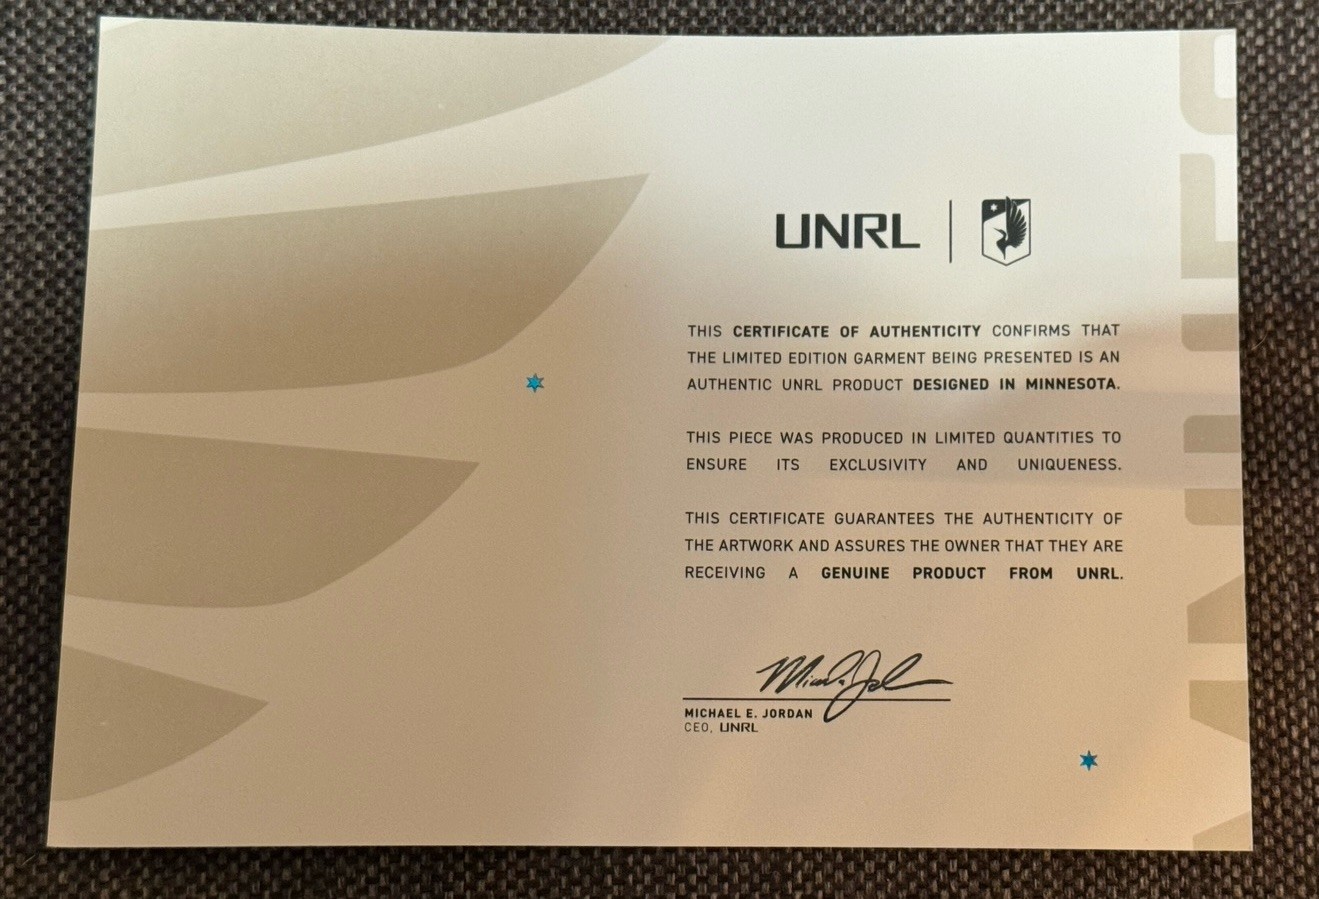 UNRL
THIS CERTIFICATE OF AUTHENTICITY CONFIRMS THAT
THE LIMITED EDITION GARMENT BEING PRESENTED IS AN
AUTHENTIC UNRL PRODUCT DESIGNED IN MINNESOTA.
THIS PIECE WAS PRODUCED IN LIMITED QUANTITIES TO
ENSURE ITS EXCLUSIVITY AND UNIQUENESS.
THIS CERTIFICATE GUARANTEES THE AUTHENTICITY OF
THE ARTWORK AND ASSURES THE OWNER THAT THEY ARE
RECEIVING A GENUINE PRODUCT FROM UNRL.
MICHAEL E. JORDAN
CEO, UNRL